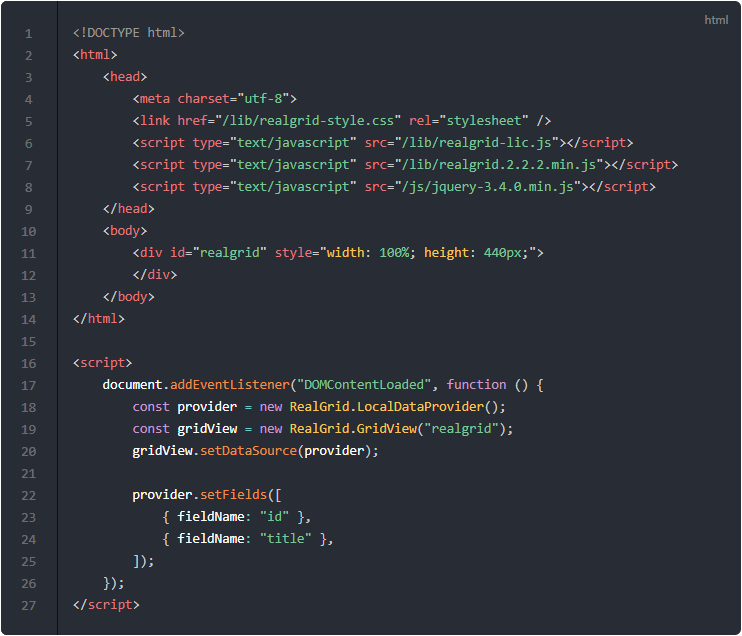 html
1 <!DOCTYPE html>
2 <html>
3     <head>
4         <meta charset="utf-8">
5         <link href="/lib/realgrid-style.css" rel="stylesheet" />
6         <script type="text/javascript" src="/lib/realgrid-lic.js"></script>
7         <script type="text/javascript" src="/lib/realgrid.2.2.2.min.js"></script>
8         <script type="text/javascript" src="/js/jquery-3.4.0.min.js"></script>
9     </head>
10     <body>
11         <div id="realgrid" style="width: 100%; height: 440px;">
12         </div>
13     </body>
14 </html>
15
16 <script>
17     document.addEventListener("DOMContentLoaded", function () {
18         const provider = new RealGrid.LocalDataProvider();
19         const gridView = new RealGrid.GridView("realgrid");
20         gridView.setDataSource(provider);
21
22         provider.setFields([
23             { fieldName: "id" },
24             { fieldName: "title" },
25         ]);
26     });
27 </script>